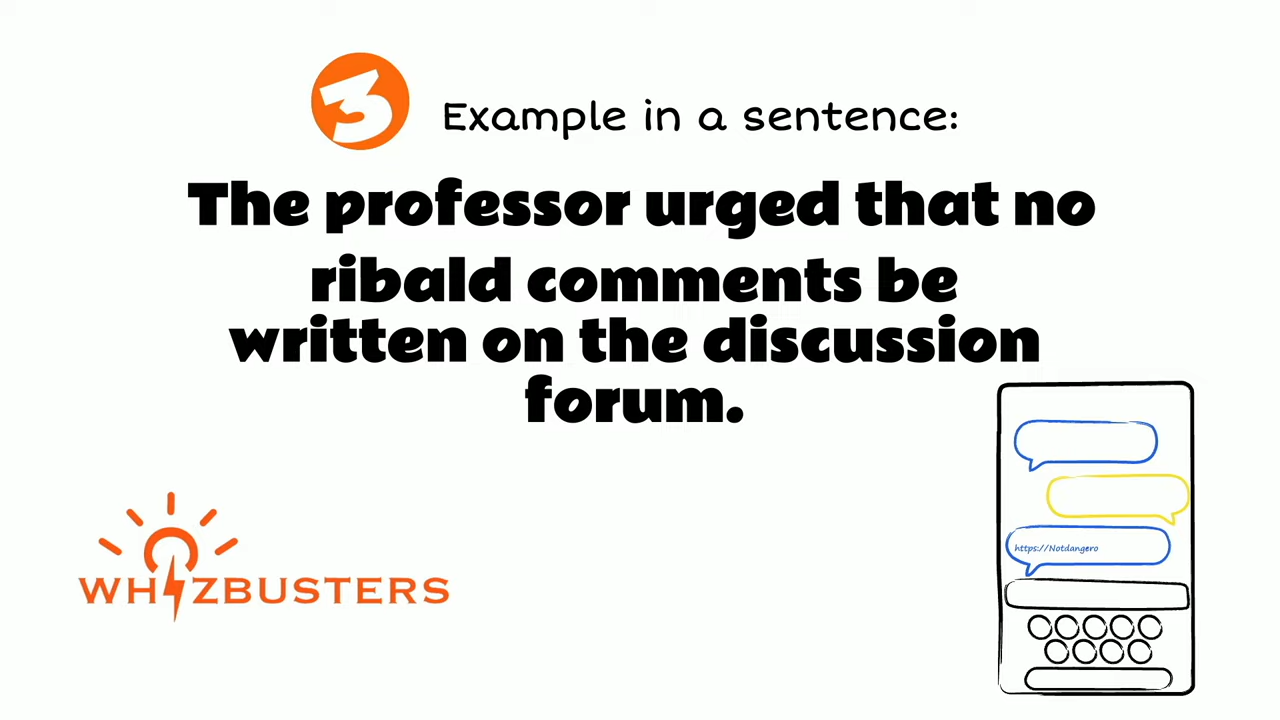 3 Example in a sentence:
The professor urged that no
ribald comments be
written on the discussion
forum.
https://Notdangero
WHIZBUSTERS